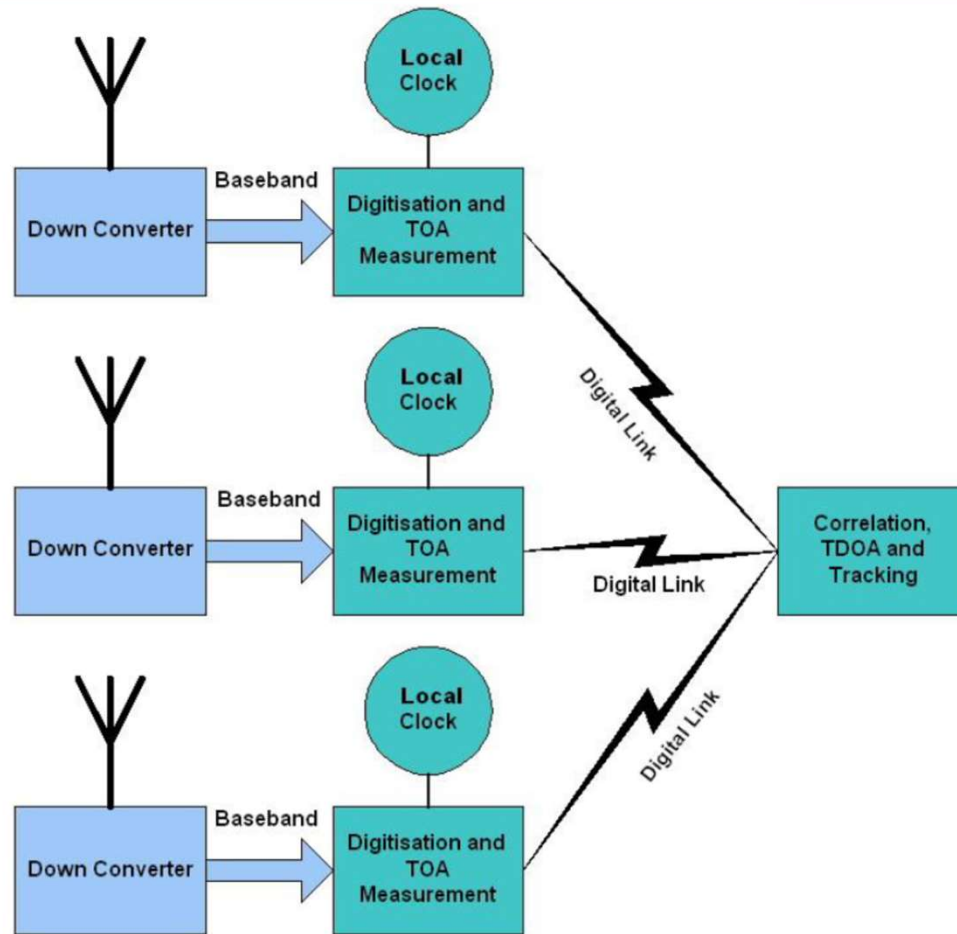 Local
Clock
Baseband
Down Converter
Digitisation and
TOA
Measurement
Digital Link
Local
Clock
Baseband
Down Converter
Digitisation and
TOA
Measurement
Digital Link
Correlation,
TDOA and
Tracking
Local
Clock
Baseband
Down Converter
Digitisation and
TOA
Measurement
Digital Link